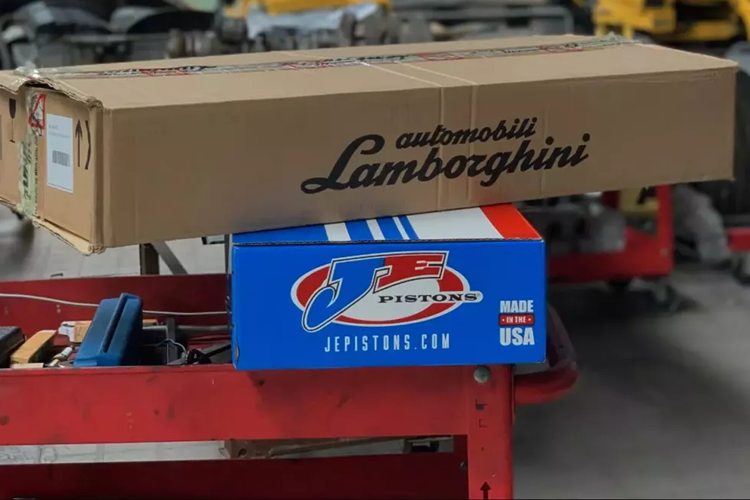 automobili
Lamborghini
JE
PISTONS
JEPISTONS.COM
MADE
IN THE
USA